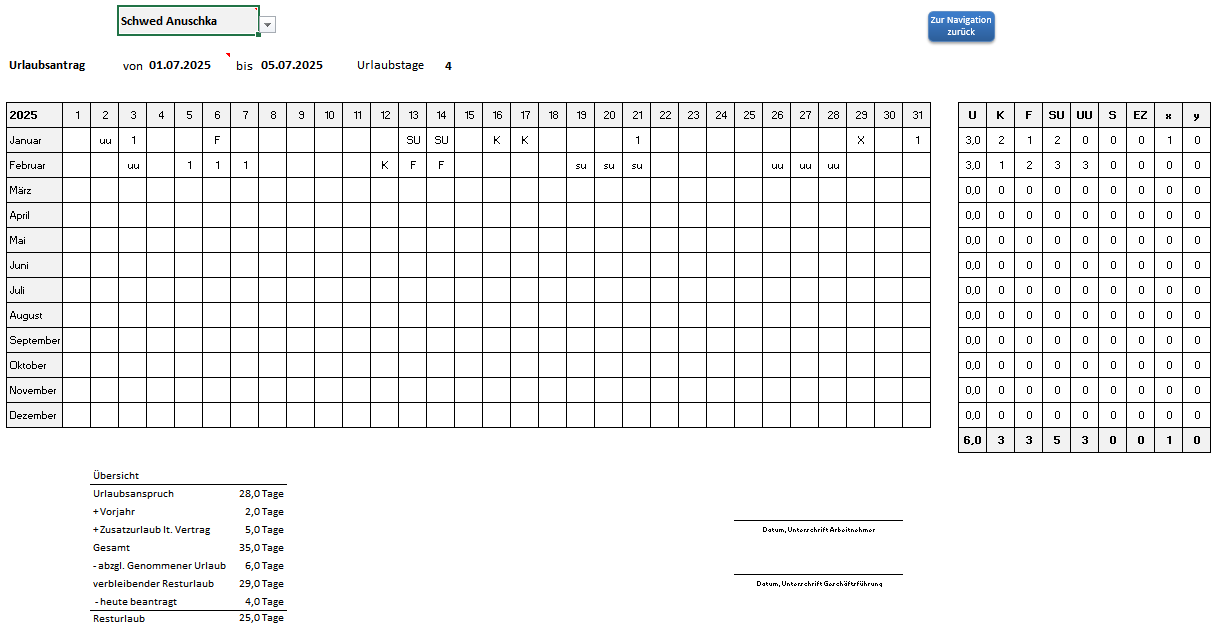 Schwed Anuschka
Zur Navigation
zurück
Urlaubsantrag von 01.07.2025 bis 05.07.2025 Urlaubstage 4
2025 1 2 3 4 5 6 7 8 9 10 11 12 13 14 15 16 17 18 19 20 21 22 23 24 25 26 27 28 29 30 31 U K F SU UU S EZ x y
Januar uu 1 F SU SU K K 1 X 1 3,0 2 1 2 0 0 0 1 0
Februar uu 1 1 1 K F F su su su uu uu uu 3,0 1 2 3 3 0 0 0 0
März 0,0 0 0 0 0 0 0 0 0
April 0,0 0 0 0 0 0 0 0 0
Mai 0,0 0 0 0 0 0 0 0 0
Juni 0,0 0 0 0 0 0 0 0 0
Juli 0,0 0 0 0 0 0 0 0 0
August 0,0 0 0 0 0 0 0 0 0
September 0,0 0 0 0 0 0 0 0 0
Oktober 0,0 0 0 0 0 0 0 0 0
November 0,0 0 0 0 0 0 0 0 0
Dezember 0,0 0 0 0 0 0 0 0 0
6,0 3 3 5 3 0 0 1 0
Übersicht
Urlaubsanspruch 28,0 Tage
+Vorjahr 2,0 Tage
+Zusatzurlaub lt. Vertrag 5,0 Tage
Gesamt 35,0 Tage
- abzgl. Genommener Urlaub 6,0 Tage
verbleibender Resturlaub 29,0 Tage
- heute beantragt 4,0 Tage
Resturlaub 25,0 Tage
Datum, Unterschrift Arbeitnehmer
Datum, Unterschrift Geschäftsführung